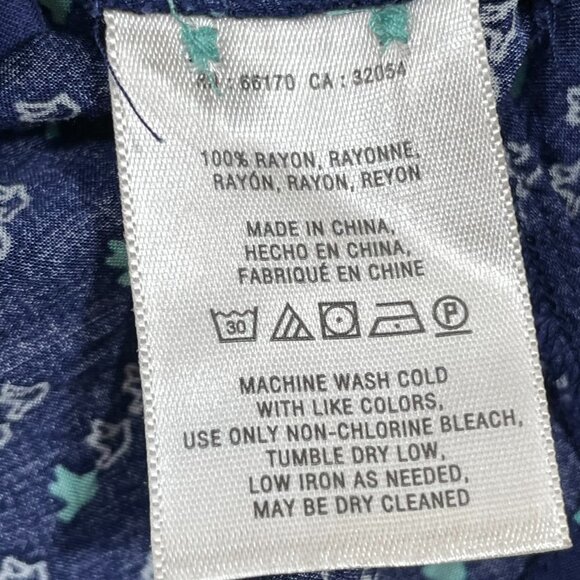 : 66170 CA : 32054
100% RAYON, RAYONNE,
RAYÓN, RAYON, REYON
MADE IN CHINA,
HECHO EN CHINA,
FABRIQUÉ EN CHINE
30 P
MACHINE WASH COLD
WITH LIKE COLORS,
USE ONLY NON-CHLORINE BLEACH,
TUMBLE DRY LOW,
LOW IRON AS NEEDED,
MAY BE DRY CLEANED